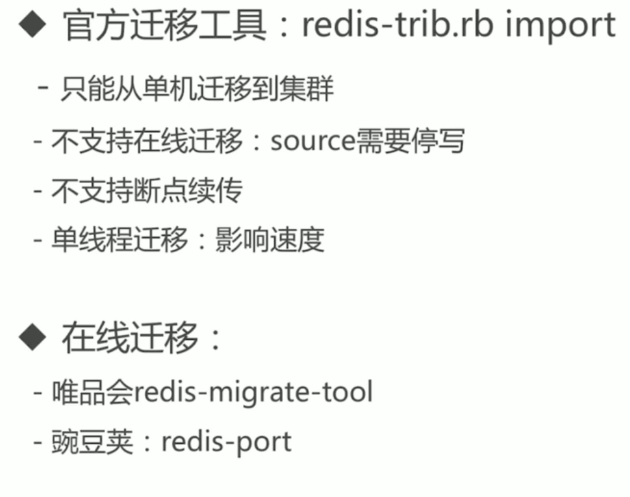 ◆ 官方迁移工具：redis-trib.rb import
- 只能从单机迁移到集群
- 不支持在线迁移：source需要停写
- 不支持断点续传
- 单线程迁移：影响速度
◆ 在线迁移：
- 唯品会redis-migrate-tool
- 豌豆荚：redis-port